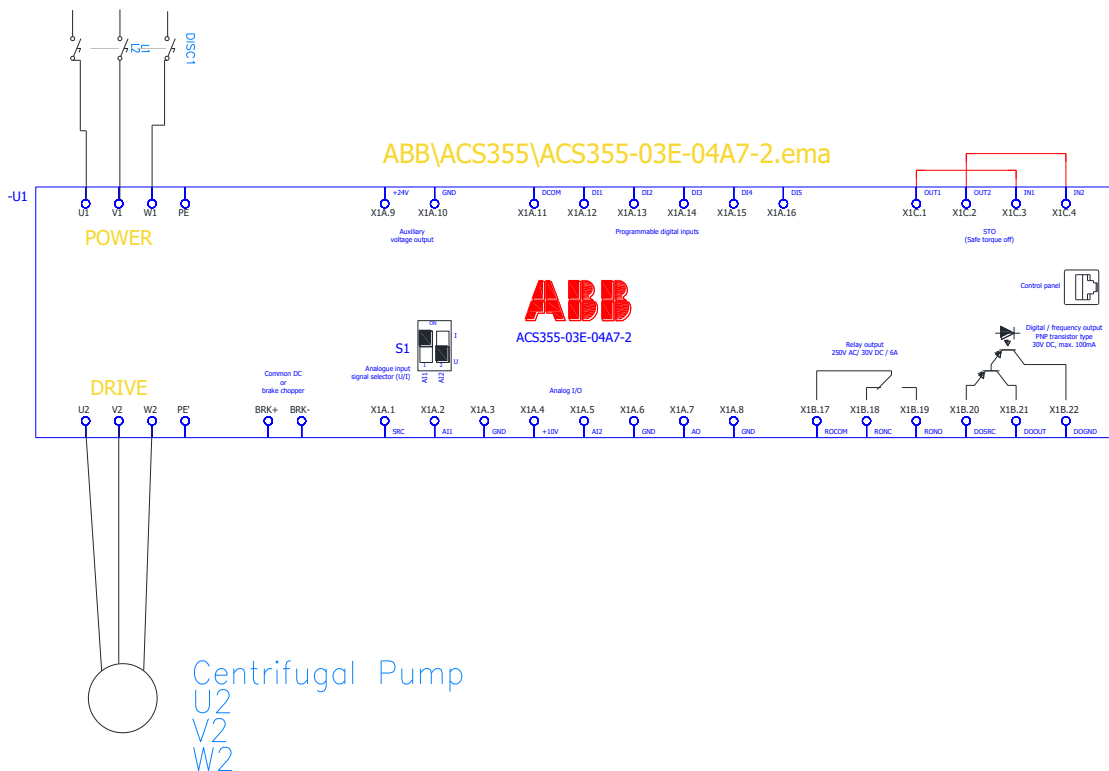 DISC1
L1
L2
ABB\ACS355\ACS355-03E-04A7-2.ema
-U1
+24V GND DCOM DI1 DI2 DI3 DI4 DI5 OUT1 OUT2 IN1 IN2
U1 V1 W1 PE X1A.9 X1A.10 X1A.11 X1A.12 X1A.13 X1A.14 X1A.15 X1A.16 X1C.1 X1C.2 X1C.3 X1C.4
POWER
Auxiliary
voltage output
Programmable digital inputs
STO
(Safe torque off)
Control panel
ABB
ACS355-03E-04A7-2
ON
I
S1
U
1 2
AI1 AI2
Analogue input
signal selector (U/I)
Digital / frequency output
PNP transistor type
30V DC, max. 100mA
Relay output
250V AC/ 30V DC / 6A
Common DC
or
brake chopper
Analog I/O
DRIVE
U2 V2 W2 PE' BRK+ BRK- X1A.1 X1A.2 X1A.3 X1A.4 X1A.5 X1A.6 X1A.7 X1A.8 X1B.17 X1B.18 X1B.19 X1B.20 X1B.21 X1B.22
SRC AI1 GND +10V AI2 GND AO GND ROCOM RONC RONO DOSRC DOOUT DOGND
Centrifugal Pump
U2
V2
W2